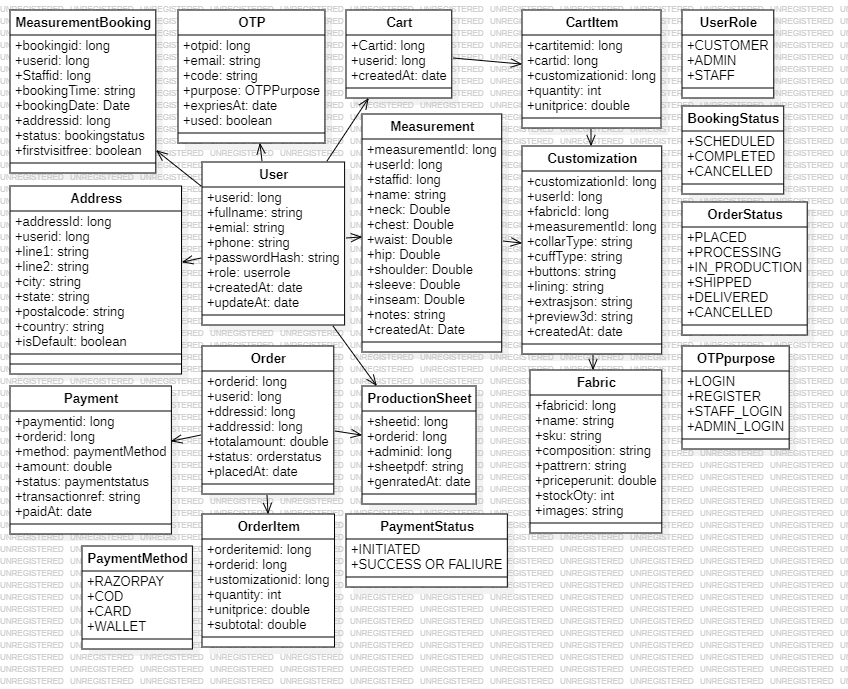 MeasurementBooking
+bookingid: long
+userid: long
+Staffid: long
+bookingTime: string
+bookingDate: Date
+addressid: long
+status: bookingstatus
+firstvisitfree: boolean
OTP
+otpid: long
+email: string
+code: string
+purpose: OTPPurpose
+expriesAt: date
+used: boolean
Cart
+Cartid: long
+userid: long
+createdAt: date
CartItem
+cartitemid: long
+cartid: long
+customizationid: long
+quantity: int
+unitprice: double
UserRole
+CUSTOMER
+ADMIN
+STAFF
BookingStatus
+SCHEDULED
+COMPLETED
+CANCELLED
Measurement
+measurementId: long
+userId: long
+staffid: long
+name: string
+neck: Double
+chest: Double
+waist: Double
+hip: Double
+shoulder: Double
+sleeve: Double
+inseam: Double
+notes: string
+createdAt: Date
Customization
+customizationId: long
+userId: long
+fabricId: long
+measurementId: long
+collarType: string
+cuffType: string
+buttons: string
+lining: string
+extrasjson: string
+preview3d: string
+createdAt: date
User
+userid: long
+fullname: string
+emial: string
+phone: string
+passwordHash: string
+role: userrole
+createdAt: date
+updateAt: date
Address
+addressId: long
+userid: long
+line1: string
+line2: string
+city: string
+state: string
+postalcode: string
+country: string
+isDefault: boolean
OrderStatus
+PLACED
+PROCESSING
+IN_PRODUCTION
+SHIPPED
+DELIVERED
+CANCELLED
Order
+orderid: long
+userid: long
+ddressid: long
+addressid: long
+totalamount: double
+status: orderstatus
+placedAt: date
OTPpurpose
+LOGIN
+REGISTER
+STAFF_LOGIN
+ADMIN_LOGIN
Payment
+paymentid: long
+orderid: long
+method: paymentMethod
+amount: double
+status: paymentstatus
+transactionref: string
+paidAt: date
ProductionSheet
+sheetid: long
+orderid: long
+adminid: long
+sheetpdf: string
+genratedAt: date
Fabric
+fabricid: long
+name: string
+sku: string
+composition: string
+pattrern: string
+priceperunit: double
+stockOty: int
+images: string
OrderItem
+orderitemid: long
+orderid: long
+ustomizationid: long
+quantity: int
+unitprice: double
+subtotal: double
PaymentStatus
+INITIATED
+SUCCESS OR FALIURE
PaymentMethod
+RAZORPAY
+COD
+CARD
+WALLET
UNREGISTERED